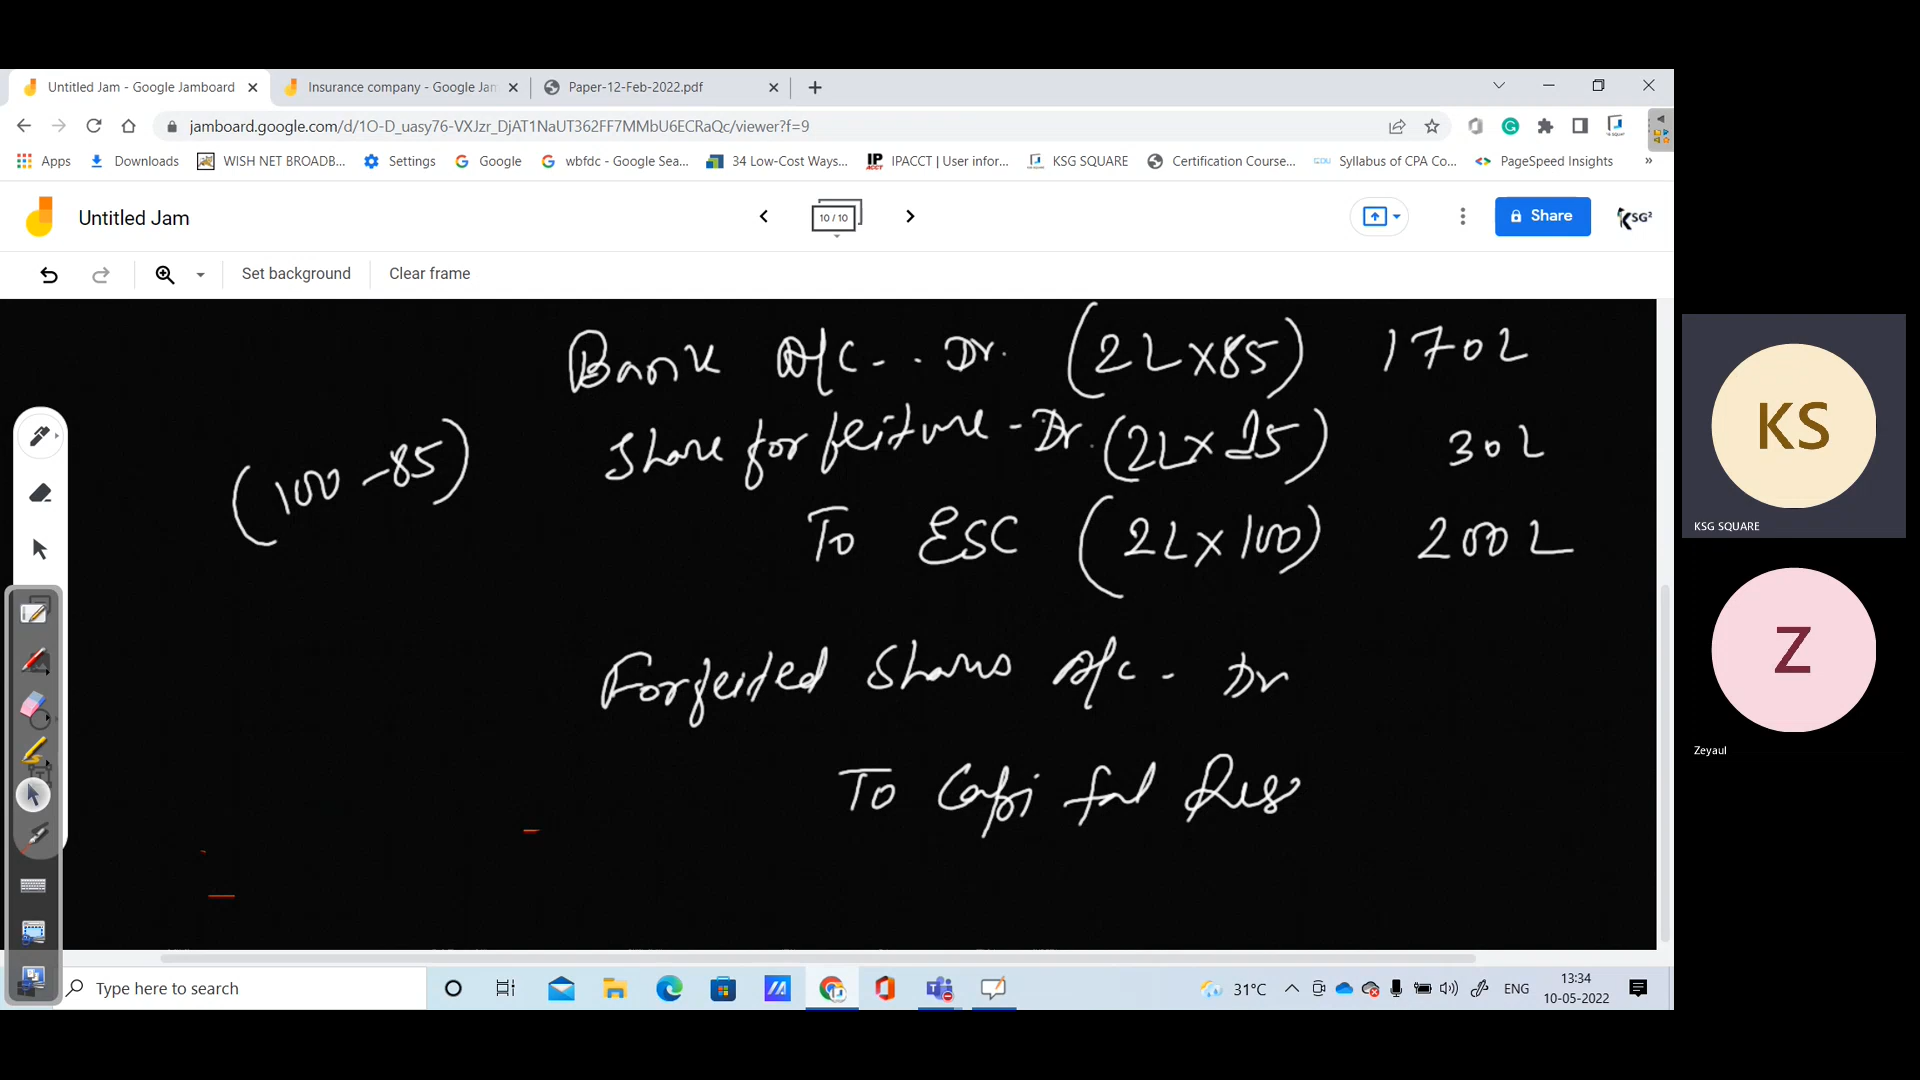 Untitled Jam - Google Jamboard
Insurance company - Google Jam
Paper-12-Feb-2022.pdf
jamboard.google.com/d/1O-D_uasy76-VXJzr_DjAT1NaUT362FF7MMbU6ECRaQc/viewer?f=9
Apps Downloads WISH NET BROADB... Settings Google wbfdc - Google Sea... 34 Low-Cost Ways... IPACCT | User infor... KSG SQUARE Certification Course... Syllabus of CPA Co... PageSpeed Insights »
Untitled Jam
10 / 10
Share
KSG²
Set background Clear frame
Bank A/C - . Dr. (2L×85) 170L
Share forfeiture - Dr. (2L×15) 30L
(100-85)
To ESC (2L×100) 200L
Forfeited Shares A/c - Dr
To Capital Res
KS
KSG SQUARE
Z
Zeyaul
Type here to search
31°C ENG
13:34
10-05-2022